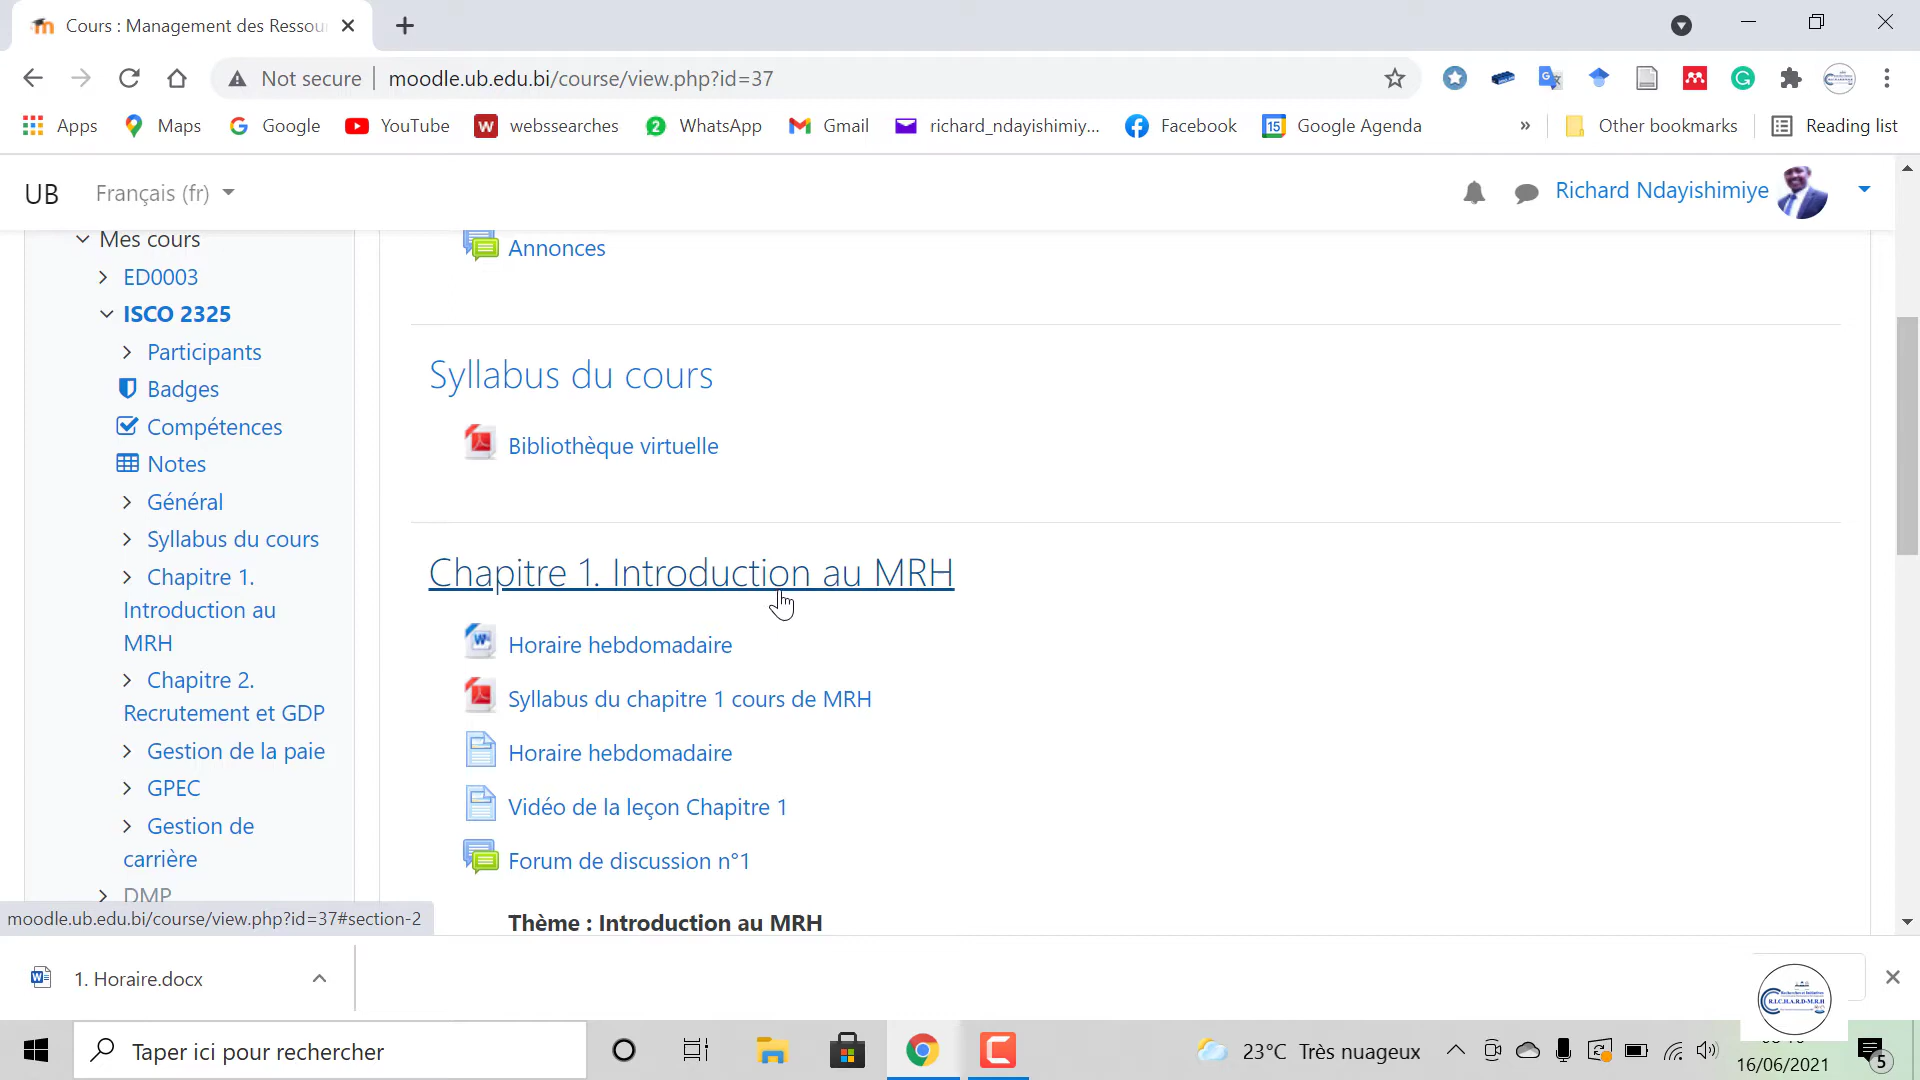 Cours : Management des Ressou
Not secure
moodle.ub.edu.bi/course/view.php?id=37
Apps
Maps
Google
YouTube
webssearches
WhatsApp
Gmail
richard_ndayishimiy...
Facebook
Google Agenda
»
Other bookmarks
Reading list
UB
Français (fr)
Richard Ndayishimiye
Mes cours
ED0003
ISCO 2325
Participants
Badges
Compétences
Notes
Général
Syllabus du cours
Chapitre 1.
Introduction au
MRH
Chapitre 2.
Recrutement et GDP
Gestion de la paie
GPEC
Gestion de
carrière
DMP
Annonces
Syllabus du cours
Bibliothèque virtuelle
Chapitre 1. Introduction au MRH
Horaire hebdomadaire
Syllabus du chapitre 1 cours de MRH
Horaire hebdomadaire
Vidéo de la leçon Chapitre 1
Forum de discussion n°1
Thème : Introduction au MRH
moodle.ub.edu.bi/course/view.php?id=37#section-2
1. Horaire.docx
R.I.C.H.A.R.D-M.R.H
Taper ici pour rechercher
23°C Très nuageux
16/06/2021
5